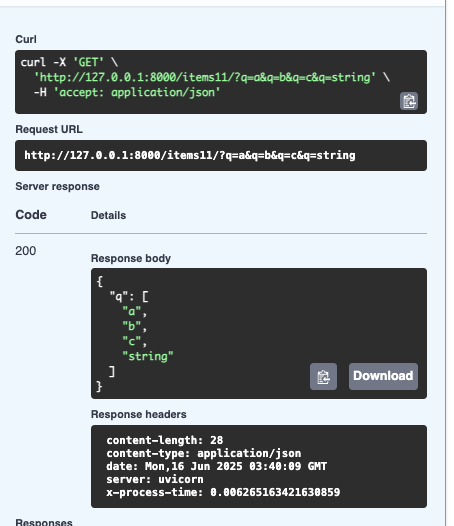 Curl
curl -X 'GET' \
'http://127.0.0.1:8000/items11/?q=a&q=b&q=c&q=string' \
-H 'accept: application/json'
Request URL
http://127.0.0.1:8000/items11/?q=a&q=b&q=c&q=string
Server response
Code Details
200
Response body
{
"q": [
"a",
"b",
"c",
"string"
]
}
Download
Response headers
content-length: 28
content-type: application/json
date: Mon,16 Jun 2025 03:40:09 GMT
server: uvicorn
x-process-time: 0.006265163421630859
Responses